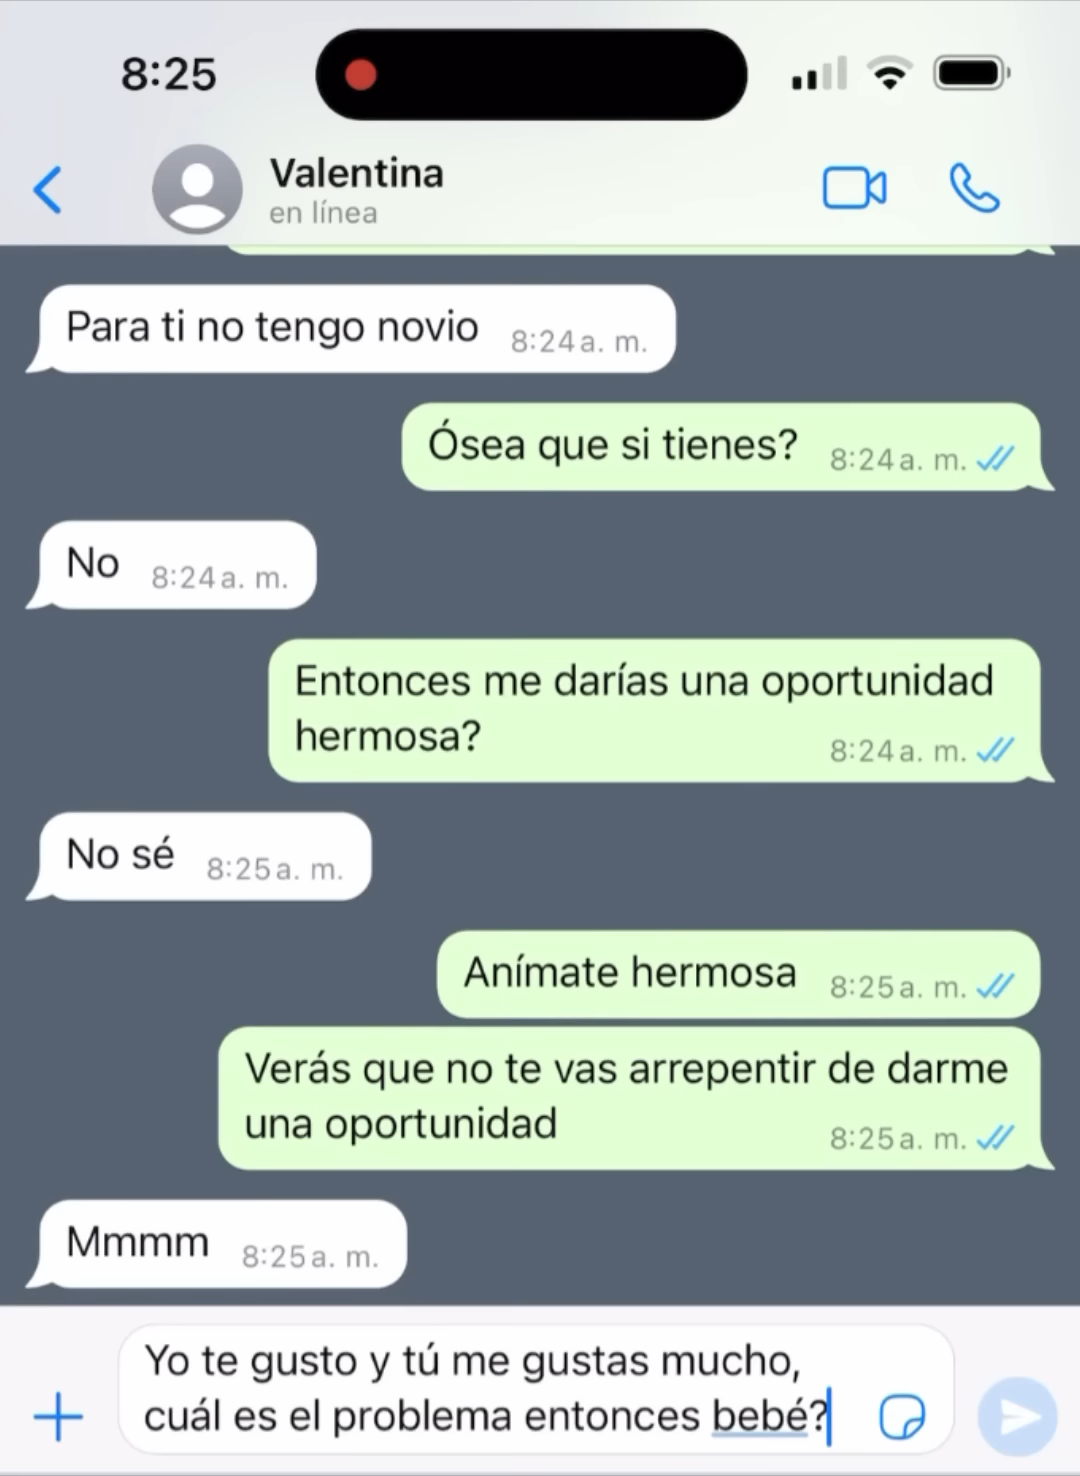 8:25
Valentina
en línea
Para ti no tengo novio 8:24 a. m.
Ósea que si tienes? 8:24 a. m.
No 8:24 a. m.
Entonces me darías una oportunidad
hermosa? 8:24 a. m.
No sé 8:25 a. m.
Anímate hermosa 8:25 a. m.
Verás que no te vas arrepentir de darme
una oportunidad 8:25 a. m.
Mmmm 8:25 a. m.
Yo te gusto y tú me gustas mucho,
cuál es el problema entonces bebé?